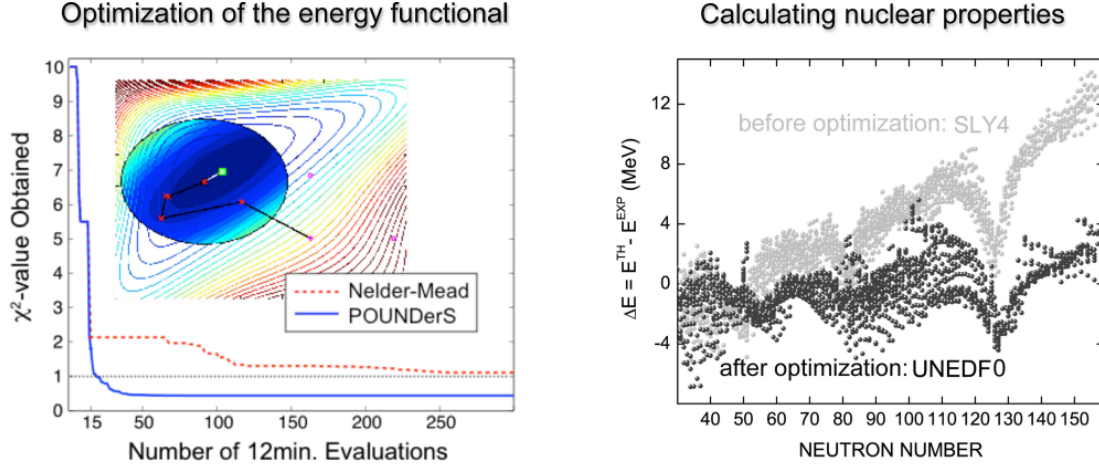 Optimization of the energy functional
10
9
8
7
6
5
4
3
2
1
0
χ²-value Obtained
Nelder-Mead
POUNDerS
15 50 100 150 200 250
Number of 12min. Evaluations
Calculating nuclear properties
12
8
4
0
-4
ΔE = E^TH - E^EXP (MeV)
before optimization: SLY4
after optimization: UNEDF0
40 50 60 70 80 90 100 110 120 130 140 150
NEUTRON NUMBER